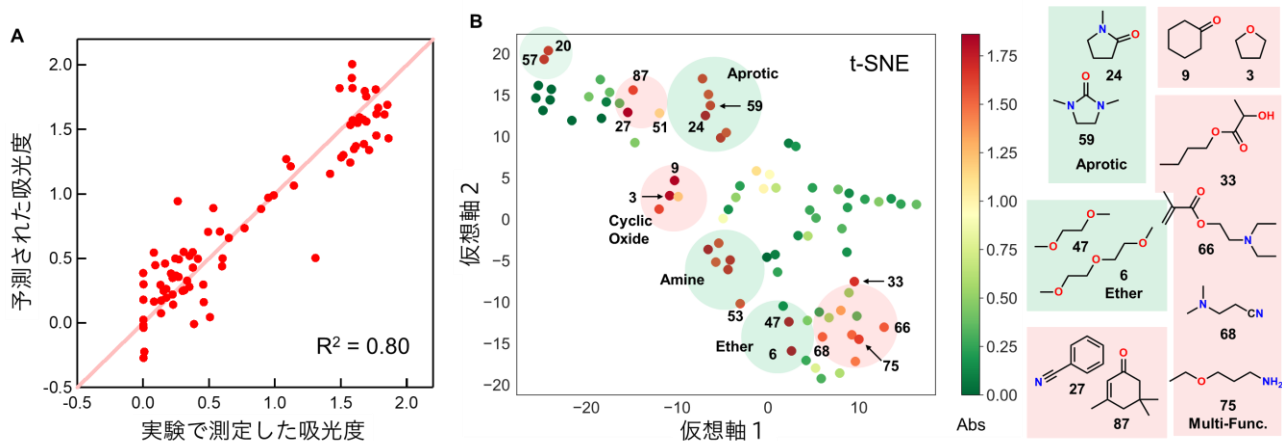 A
予測された吸光度
2.0
1.5
1.0
0.5
0.0
-0.5
-0.5 0.0 0.5 1.0 1.5 2.0
R² = 0.80
実験で測定した吸光度
B
仮想軸 2
20
15
10
5
0
−5
−10
−15
−20
−20 −10 0 10
仮想軸 1
t-SNE
20
57
87
27
51
Aprotic
59
24
9
3
Cyclic
Oxide
Amine
53
47
Ether
6
33
66
68
75
1.75
1.50
1.25
1.00
0.75
0.50
0.25
0.00
Abs
N
O
24
O
N N
59
Aprotic
O
9
O
3
OH
O
O
33
O
O
47
O
O
O
6
Ether
O
O
N
66
N
N
68
N
27
O
87
O
NH₂
75
Multi-Func.